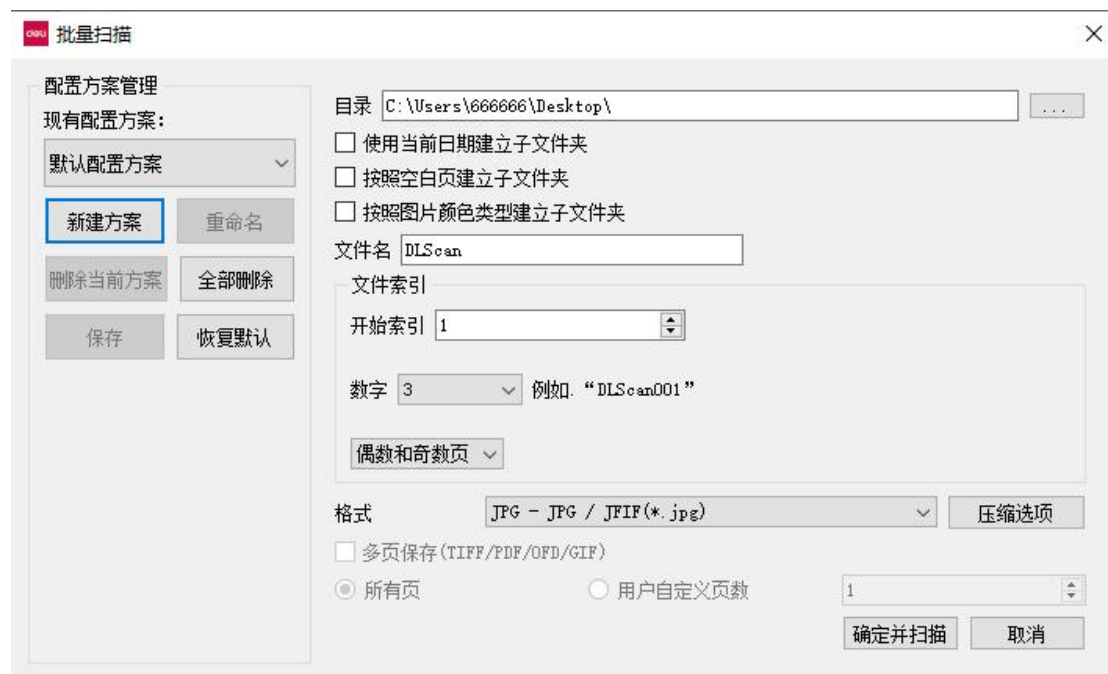 deli 批量扫描
配置方案管理
现有配置方案:
默认配置方案
新建方案 重命名
删除当前方案 全部删除
保存 恢复默认
目录 C:\Users\666666\Desktop\ ...
使用当前日期建立子文件夹
按照空白页建立子文件夹
按照图片颜色类型建立子文件夹
文件名 DLScan
文件索引
开始索引 1
数字 3 例如.“DLScan001”
偶数和奇数页
格式 JPG - JPG / JFIF(*.jpg) 压缩选项
多页保存(TIFF/PDF/OFD/GIF)
所有页 用户自定义页数 1
确定并扫描 取消